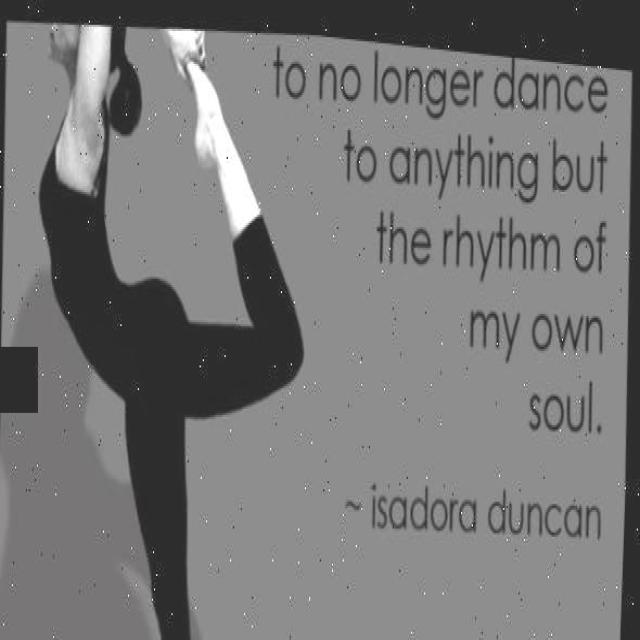 to no longer dance
to anything but
the rhythm of
my own
soul.
~ isadora duncan